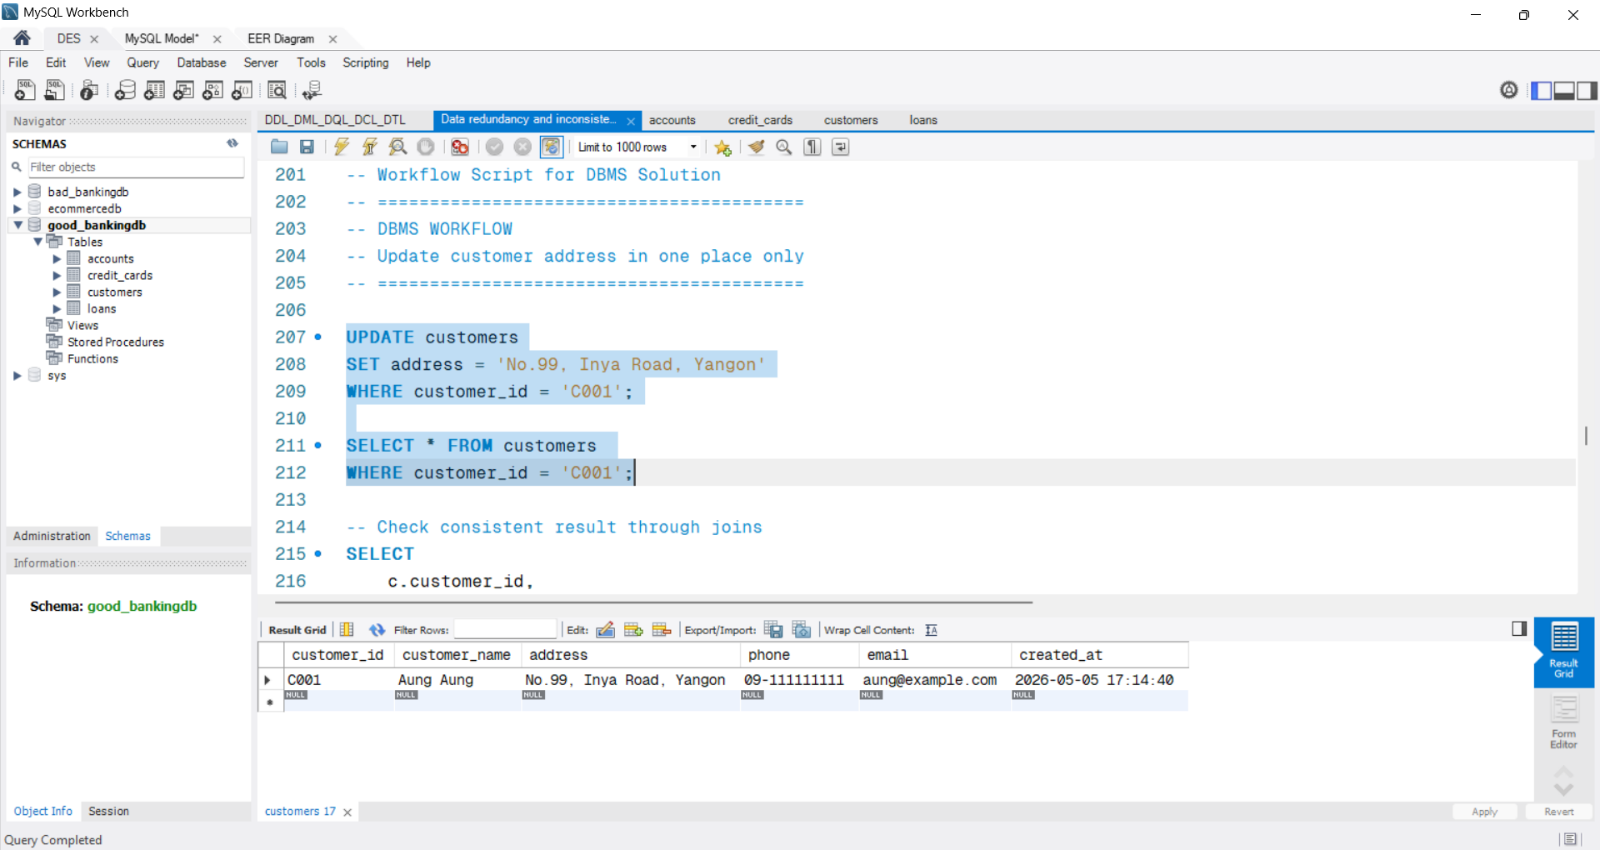 MySQL Workbench
DES
MySQL Model*
EER Diagram
File Edit View Query Database Server Tools Scripting Help
Navigator
SCHEMAS
Filter objects
bad_bankingdb
ecommercedb
good_bankingdb
Tables
accounts
credit_cards
customers
loans
Views
Stored Procedures
Functions
sys
Administration Schemas
Information
Schema: good_bankingdb
Object Info Session
Query Completed
DDL_DML_DQL_DCL_DTL Data redundancy and inconsiste... accounts credit_cards customers loans
Limit to 1000 rows
201 -- Workflow Script for DBMS Solution
202 -- =========================================
203 -- DBMS WORKFLOW
204 -- Update customer address in one place only
205 -- =========================================
206
207 UPDATE customers
208 SET address = 'No.99, Inya Road, Yangon'
209 WHERE customer_id = 'C001';
210
211 SELECT * FROM customers
212 WHERE customer_id = 'C001';
213
214 -- Check consistent result through joins
215 SELECT
216 c.customer_id,
Result Grid Filter Rows: Edit: Export/Import: Wrap Cell Content:
customer_id customer_name address phone email created_at
C001 Aung Aung No.99, Inya Road, Yangon 09-111111111 aung@example.com 2026-05-05 17:14:40
NULL NULL NULL NULL NULL NULL
Result
Grid
Form
Editor
customers 17
Apply Revert